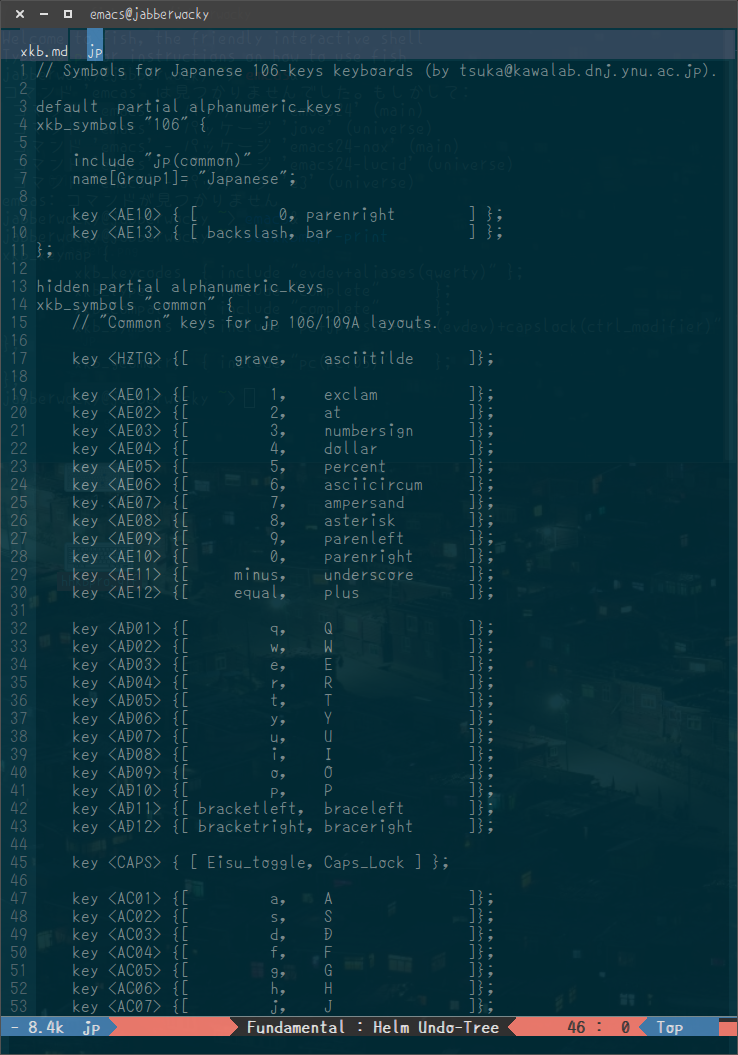 emacs@jabberwocky
xkb.md jp
1 // Symbols for Japanese 106-keys keyboards (by tsuka@kawalab.dnj.ynu.ac.jp).
2
3 default  partial alphanumeric_keys
4 xkb_symbols "106" {
5
6     include "jp(common)"
7     name[Group1]= "Japanese";
8
9     key <AE10> { [         0, parenright        ] };
10     key <AE13> { [ backslash, bar               ] };
11 };
12
13 hidden partial alphanumeric_keys
14 xkb_symbols "common" {
15     // "Common" keys for jp 106/109A layouts.
16
17     key <HZTG> {[     grave,    asciitilde      ]};
18
19     key <AE01> {[         1,    exclam          ]};
20     key <AE02> {[         2,    at              ]};
21     key <AE03> {[         3,    numbersign      ]};
22     key <AE04> {[         4,    dollar          ]};
23     key <AE05> {[         5,    percent         ]};
24     key <AE06> {[         6,    asciicircum     ]};
25     key <AE07> {[         7,    ampersand       ]};
26     key <AE08> {[         8,    asterisk        ]};
27     key <AE09> {[         9,    parenleft       ]};
28     key <AE10> {[         0,    parenright      ]};
29     key <AE11> {[     minus,    underscore      ]};
30     key <AE12> {[     equal,    plus            ]};
31
32     key <AD01> {[         q,    Q               ]};
33     key <AD02> {[         w,    W               ]};
34     key <AD03> {[         e,    E               ]};
35     key <AD04> {[         r,    R               ]};
36     key <AD05> {[         t,    T               ]};
37     key <AD06> {[         y,    Y               ]};
38     key <AD07> {[         u,    U               ]};
39     key <AD08> {[         i,    I               ]};
40     key <AD09> {[         o,    O               ]};
41     key <AD10> {[         p,    P               ]};
42     key <AD11> {[ bracketleft,  braceleft       ]};
43     key <AD12> {[ bracketright, braceright      ]};
44
45     key <CAPS> { [ Eisu_toggle, Caps_Lock ] };
46
47     key <AC01> {[         a,    A               ]};
48     key <AC02> {[         s,    S               ]};
49     key <AC03> {[         d,    D               ]};
50     key <AC04> {[         f,    F               ]};
51     key <AC05> {[         g,    G               ]};
52     key <AC06> {[         h,    H               ]};
53     key <AC07> {[         j,    J               ]};
- 8.4k  jp  Fundamental : Helm Undo-Tree  46 :  0  Top